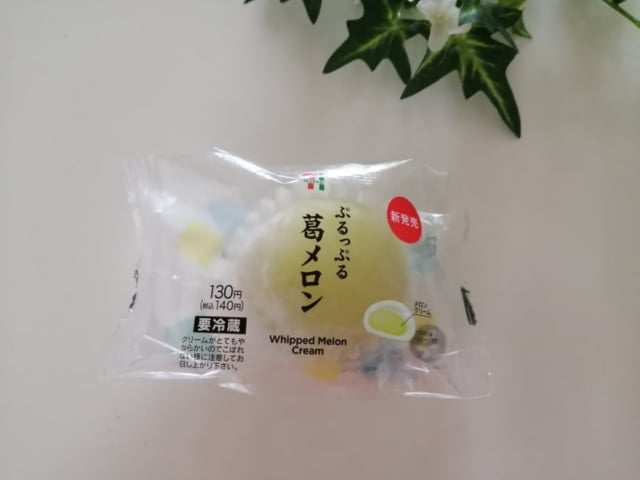 新発売
ぷるっぷる
葛メロン
130円
(税込140円)
要冷蔵
クリームがとてもや
わらかいのでこぼれ
ない様に注意してお
召し上がり下さい。
Whipped Melon
Cream
メロン
クリーム